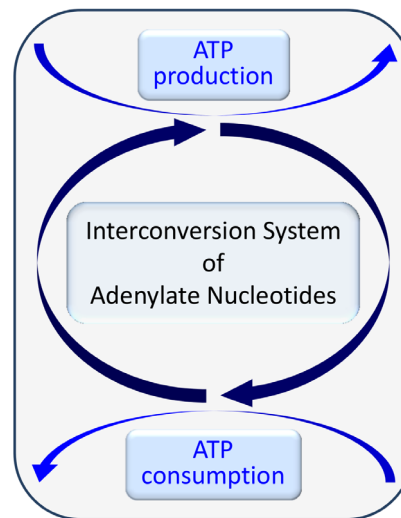 ATP
production
Interconversion System
of
Adenylate Nucleotides
ATP
consumption